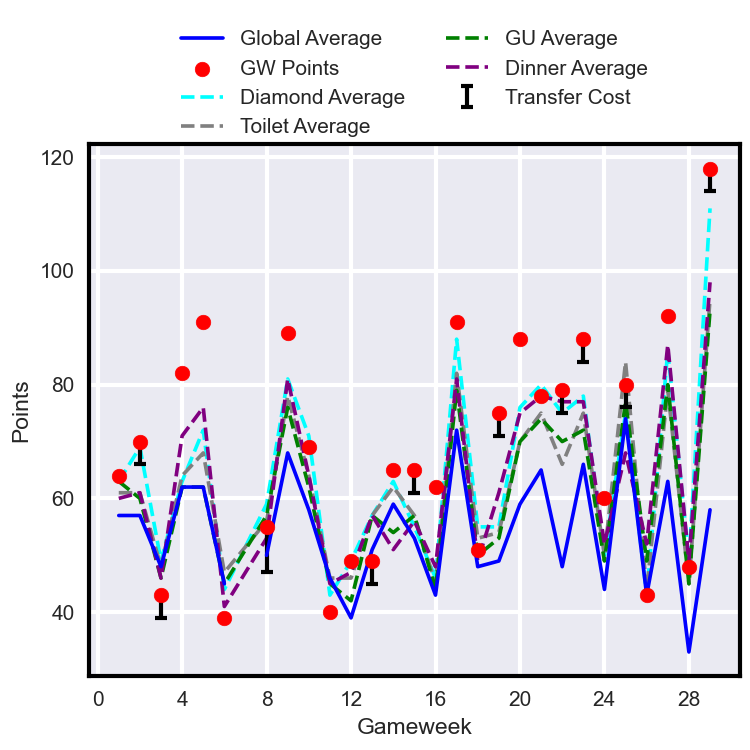 Global Average
GW Points
Diamond Average
Toilet Average
GU Average
Dinner Average
Transfer Cost
120
100
80
60
40
Points
0 4 8 12 16 20 24 28
Gameweek